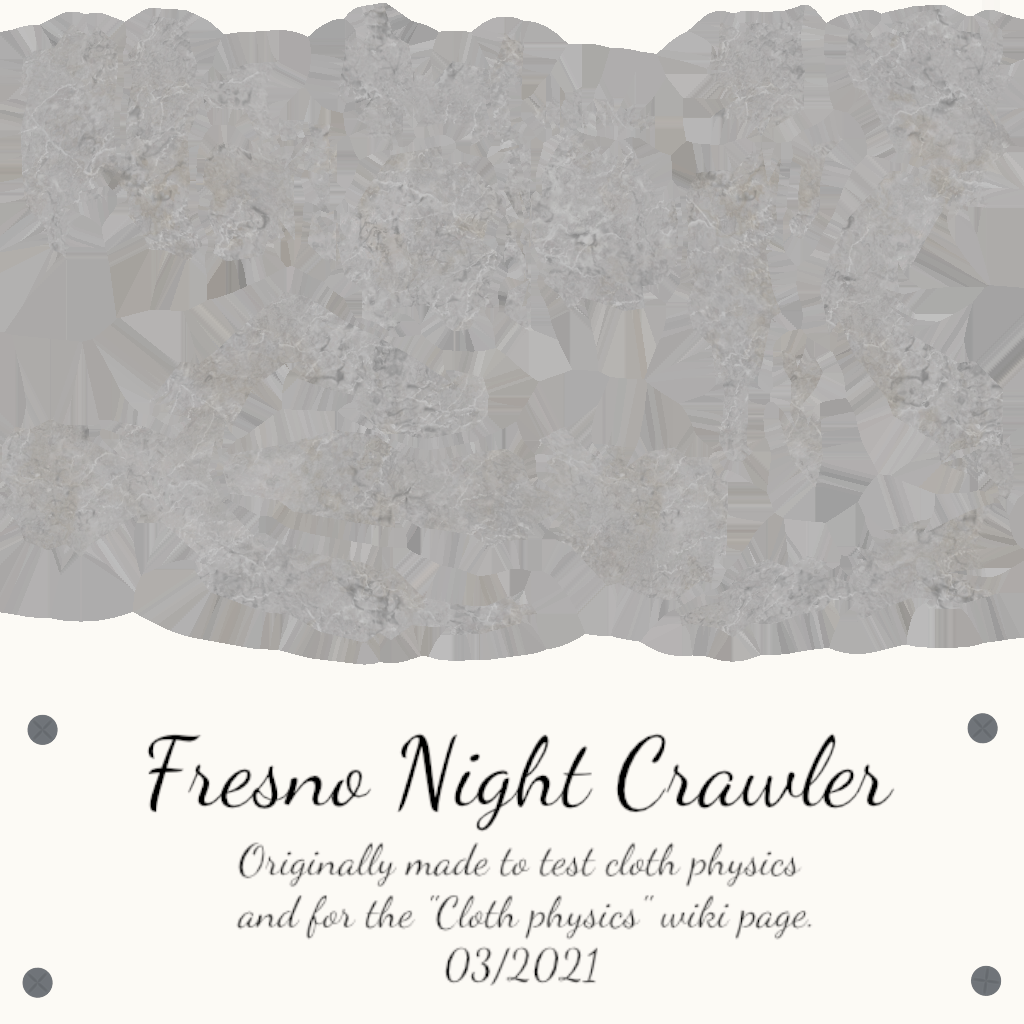 Fresno Night Crawler
Originally made to test cloth physics
and for the "Cloth physics" wiki page.
03/2021